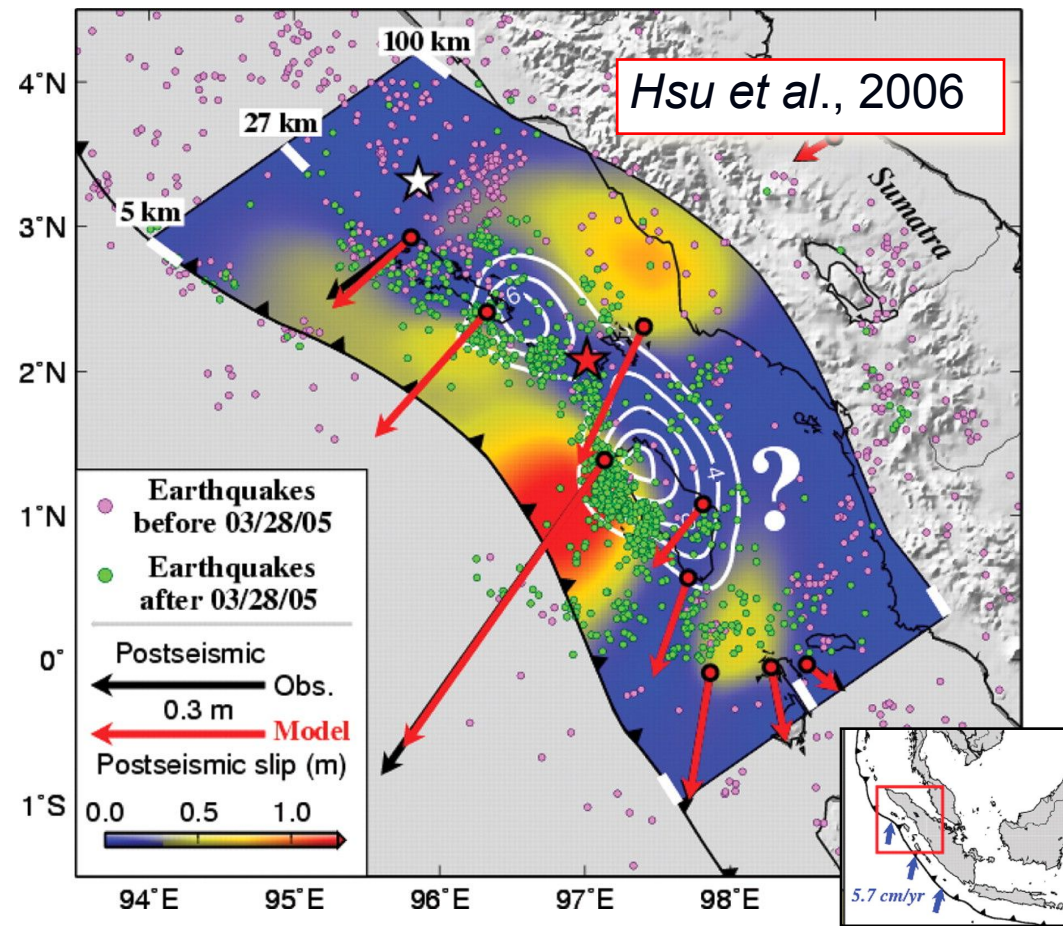 100 km
4°N
Hsu et al., 2006
27 km
Sumatra
3°N
5 km
6
2°N
4
?
1°N
Earthquakes
before 03/28/05
Earthquakes
after 03/28/05
0°
Postseismic
Obs.
0.3 m
Model
Postseismic slip (m)
0.0 0.5 1.0
1°S
94°E 95°E 96°E 97°E 98°E
5.7 cm/yr